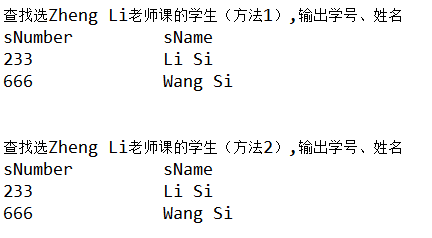 查找选Zheng Li老师课的学生（方法1）,输出学号、姓名
sNumber sName
233 Li Si
666 Wang Si
查找选Zheng Li老师课的学生（方法2）,输出学号、姓名
sNumber sName
233 Li Si
666 Wang Si